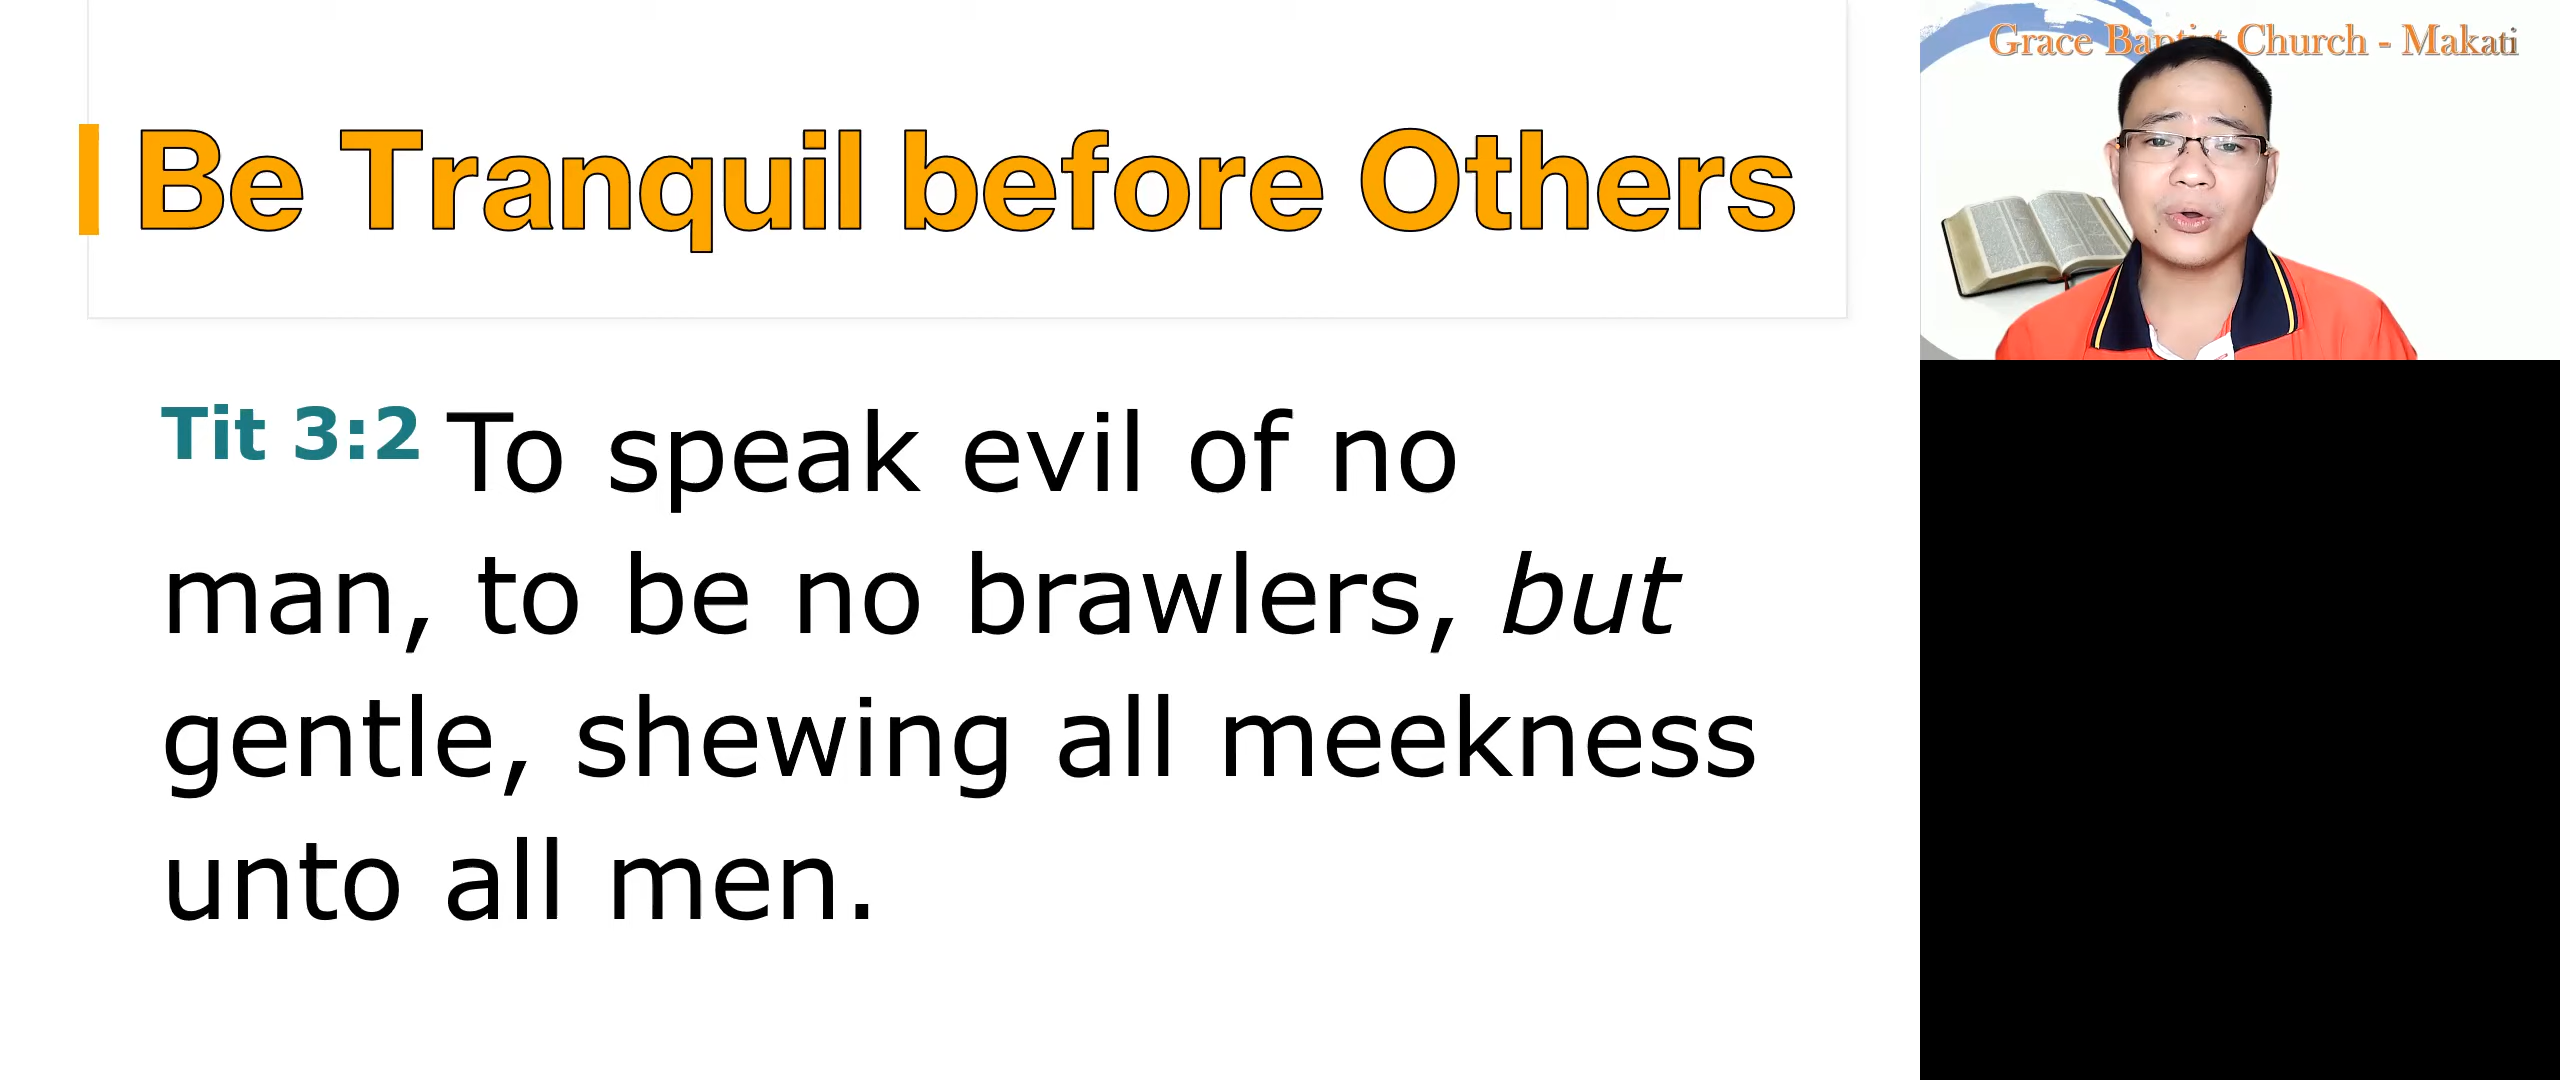 Be Tranquil before Others
Grace Baptist Church - Makati
Tit 3:2 To speak evil of no
man, to be no brawlers, but
gentle, shewing all meekness
unto all men.